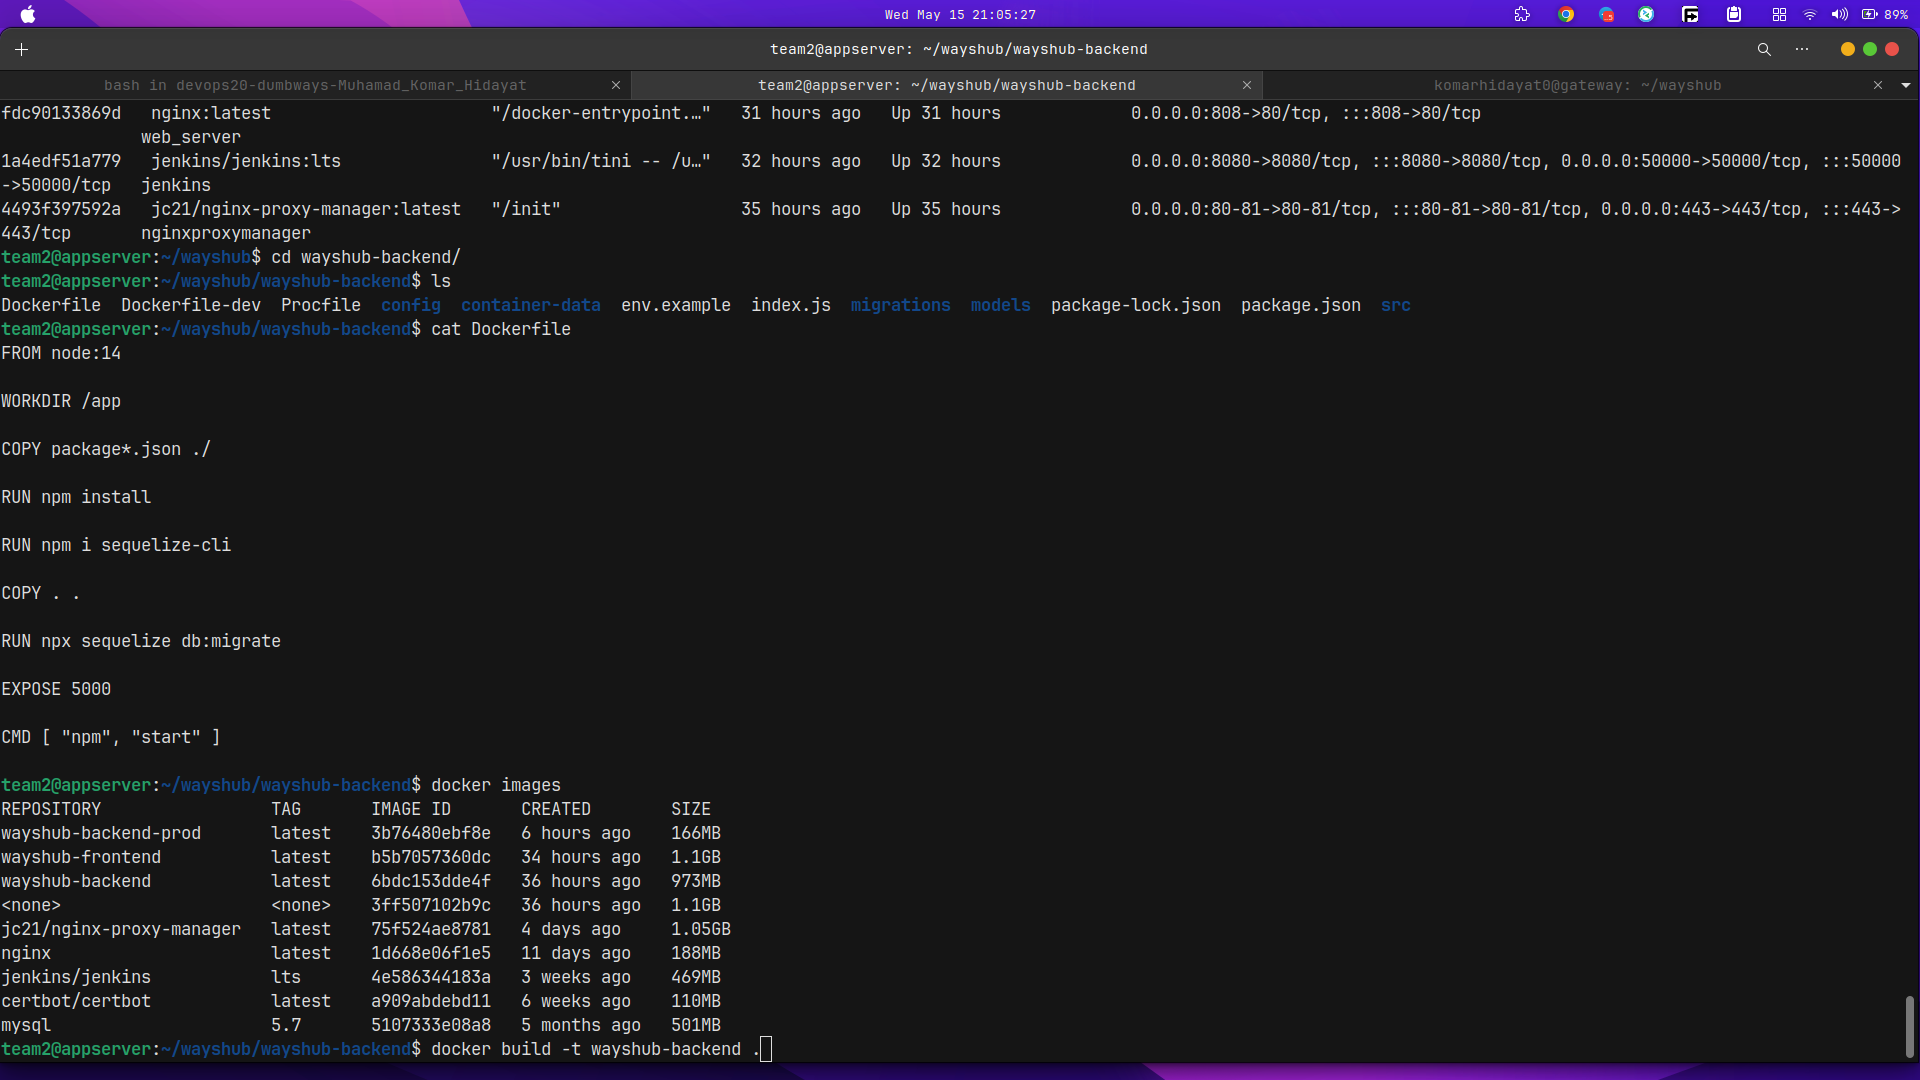 Wed May 15 21:05:27
89%
team2@appserver: ~/wayshub/wayshub-backend
bash in devops20-dumbways-Muhamad_Komar_Hidayat
team2@appserver: ~/wayshub/wayshub-backend
komarhidayat0@gateway: ~/wayshub
fdc90133869d   nginx:latest                      "/docker-entrypoint.…"   31 hours ago   Up 31 hours             0.0.0.0:808->80/tcp, :::808->80/tcp
              web_server
1a4edf51a779   jenkins/jenkins:lts               "/usr/bin/tini -- /u…"   32 hours ago   Up 32 hours             0.0.0.0:8080->8080/tcp, :::8080->8080/tcp, 0.0.0.0:50000->50000/tcp, :::50000
->50000/tcp   jenkins
4493f397592a   jc21/nginx-proxy-manager:latest   "/init"                  35 hours ago   Up 35 hours             0.0.0.0:80-81->80-81/tcp, :::80-81->80-81/tcp, 0.0.0.0:443->443/tcp, :::443->
443/tcp       nginxproxymanager
team2@appserver:~/wayshub$ cd wayshub-backend/
team2@appserver:~/wayshub/wayshub-backend$ ls
Dockerfile  Dockerfile-dev  Procfile  config  container-data  env.example  index.js  migrations  models  package-lock.json  package.json  src
team2@appserver:~/wayshub/wayshub-backend$ cat Dockerfile
FROM node:14
WORKDIR /app
COPY package*.json ./
RUN npm install
RUN npm i sequelize-cli
COPY . .
RUN npx sequelize db:migrate
EXPOSE 5000
CMD [ "npm", "start" ]
team2@appserver:~/wayshub/wayshub-backend$ docker images
REPOSITORY                 TAG       IMAGE ID       CREATED        SIZE
wayshub-backend-prod       latest    3b76480ebf8e   6 hours ago    166MB
wayshub-frontend           latest    b5b7057360dc   34 hours ago   1.1GB
wayshub-backend            latest    6bdc153dde4f   36 hours ago   973MB
<none>                     <none>    3ff507102b9c   36 hours ago   1.1GB
jc21/nginx-proxy-manager   latest    75f524ae8781   4 days ago     1.05GB
nginx                      latest    1d668e06f1e5   11 days ago    188MB
jenkins/jenkins            lts       4e586344183a   3 weeks ago    469MB
certbot/certbot            latest    a909abdebd11   6 weeks ago    110MB
mysql                      5.7       5107333e08a8   5 months ago   501MB
team2@appserver:~/wayshub/wayshub-backend$ docker build -t wayshub-backend .